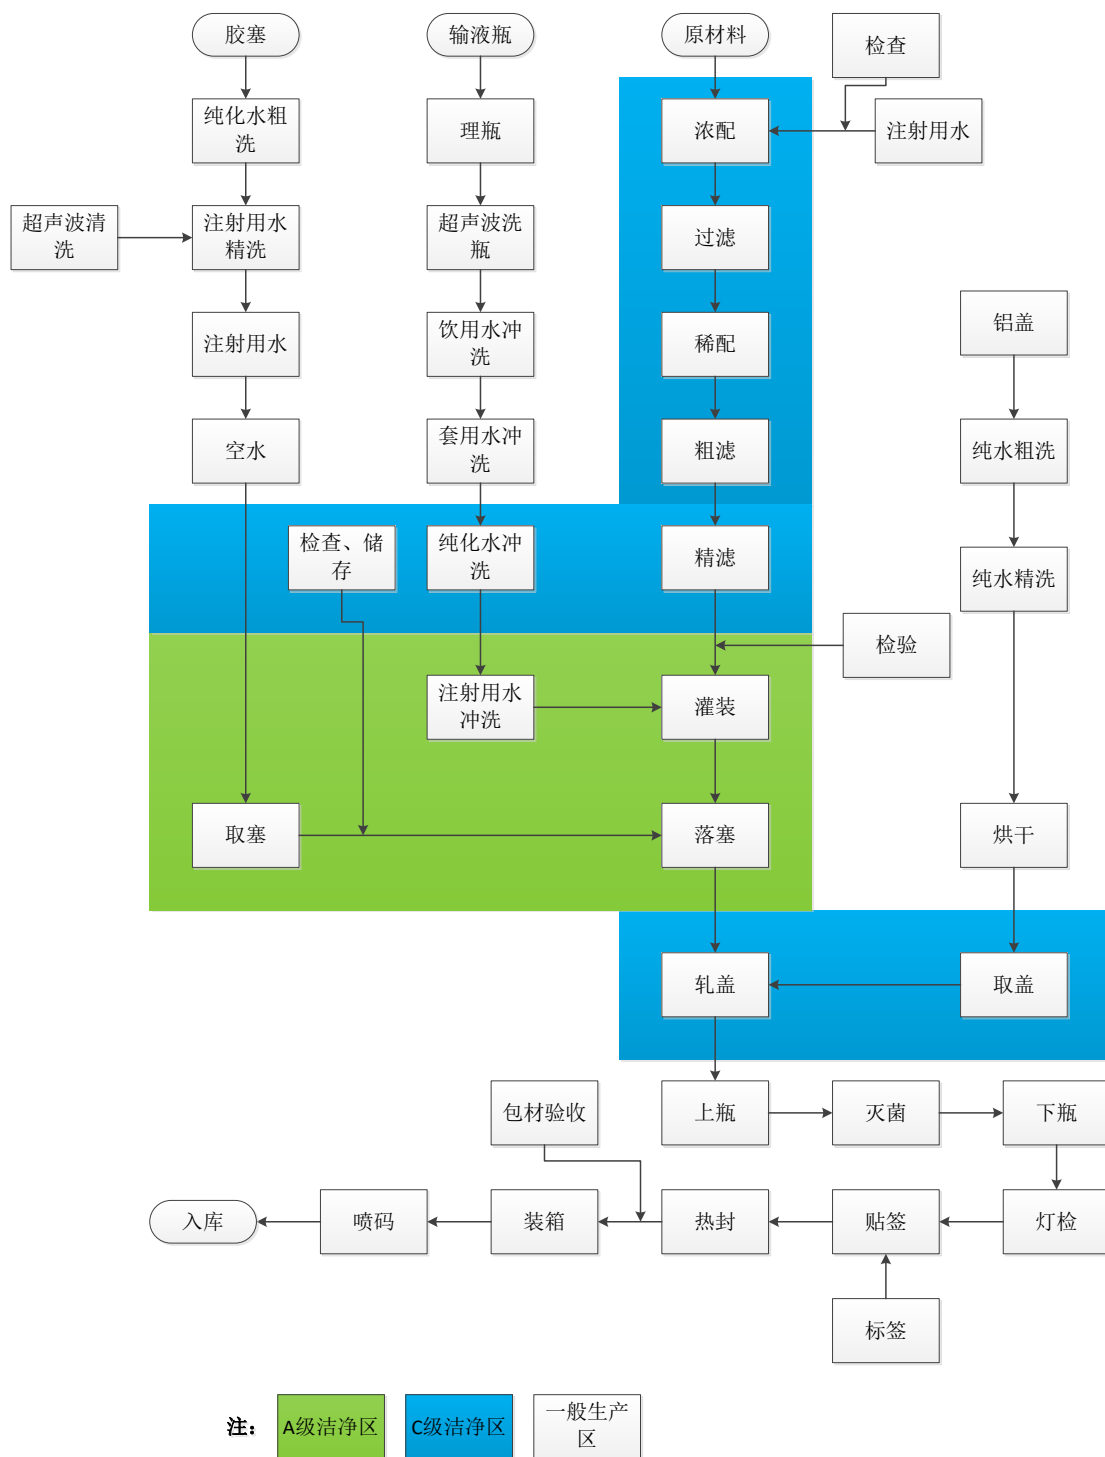 胶塞
输液瓶
原材料
检查
纯化水粗
洗
理瓶
浓配
注射用水
超声波清
洗
注射用水
精洗
超声波洗
瓶
过滤
注射用水
饮用水冲
洗
稀配
铝盖
空水
套用水冲
洗
粗滤
纯水粗洗
检查、储
存
纯化水冲
洗
精滤
纯水精洗
检验
注射用水
冲洗
灌装
取塞
落塞
烘干
轧盖
取盖
包材验收
上瓶
灭菌
下瓶
入库
喷码
装箱
热封
贴签
灯检
标签
注：
A级洁净区
C级洁净区
一般生产
区